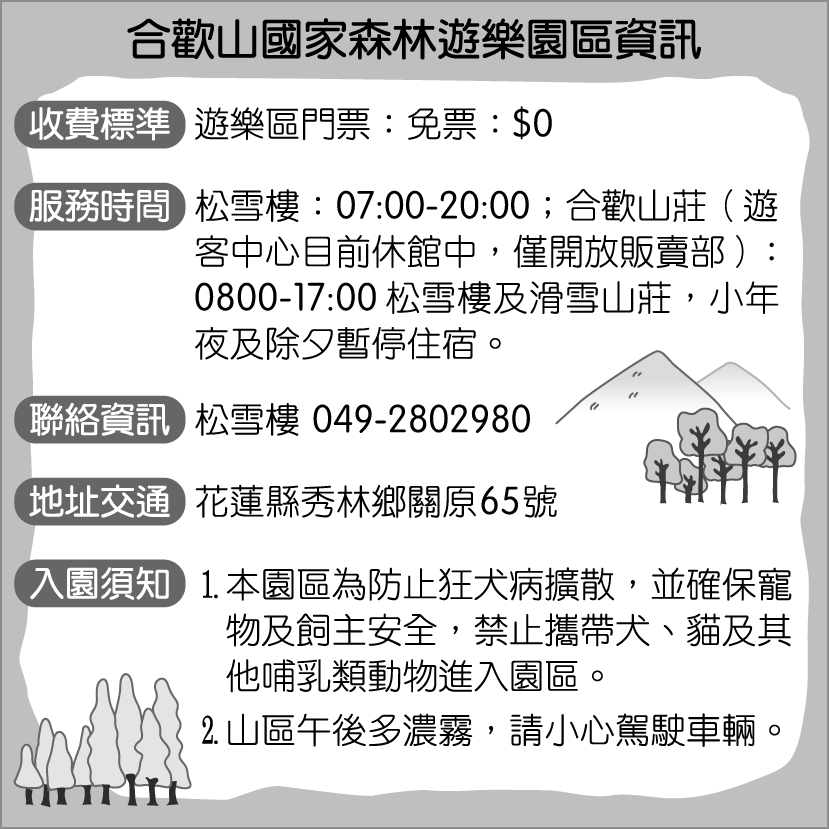 合歡山國家森林遊樂園區資訊
收費標準 遊樂區門票：免票：$0
服務時間 松雪樓：07:00-20:00；合歡山莊（遊
客中心目前休館中，僅開放販賣部）：
0800-17:00 松雪樓及滑雪山莊，小年
夜及除夕暫停住宿。
聯絡資訊 松雪樓 049-2802980
地址交通 花蓮縣秀林鄉關原65號
入園須知 1. 本園區為防止狂犬病擴散，並確保寵
物及飼主安全，禁止攜帶犬、貓及其
他哺乳類動物進入園區。
2. 山區午後多濃霧，請小心駕駛車輛。